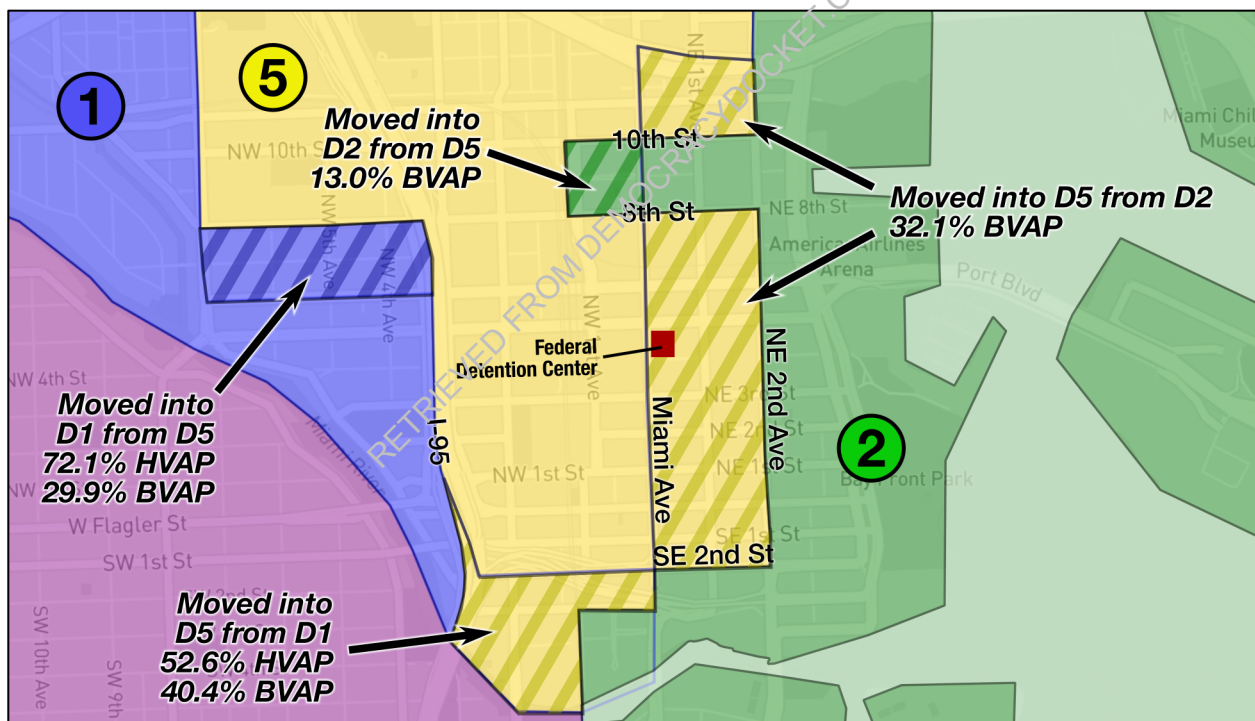 1
5
Moved into
D2 from D5
13.0% BVAP
NW 10th St
NE 1st Ave
10th St
8th St
Moved into D5 from D2
32.1% BVAP
Miami Chil
Museu
NE 8th St
American Airlines
Arena
Port Blvd
NW 5th Ave
NW 4th Ave
NW 1st Ave
Federal
Detention Center
NW 4th St
Moved into
D1 from D5
72.1% HVAP
29.9% BVAP
Miami River
I-95
Miami Ave
NE 2nd Ave
NE 3rd St
NE 2nd St
NE 1st St
2
Bayfront Park
NW 1st St
W Flagler St
SW 1st St
SE 1st St
SE 2nd St
Moved into
D5 from D1
52.6% HVAP
40.4% BVAP
SW 10th Ave
SW 9th
RETRIEVED FROM DEMOCRACYDOCKET.C